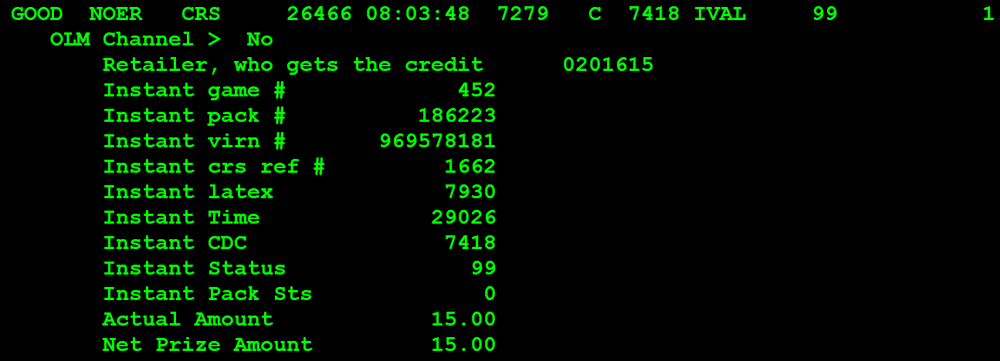 GOOD NOER CRS 26466 08:03:48 7279 C 7418 IVAL 99 1
OLM Channel > No
Retailer, who gets the credit 0201615
Instant game # 452
Instant pack # 186223
Instant virn # 969578181
Instant crs ref # 1662
Instant latex 7930
Instant Time 29026
Instant CDC 7418
Instant Status 99
Instant Pack Sts 0
Actual Amount 15.00
Net Prize Amount 15.00